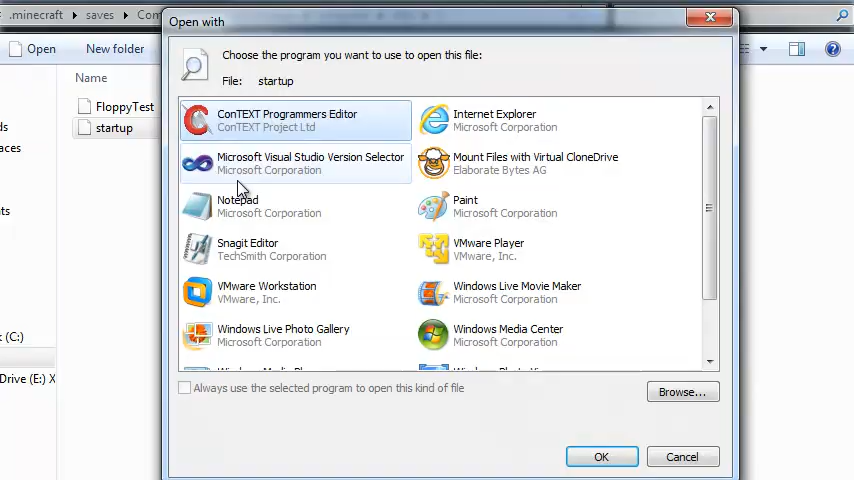 .minecraft saves Com
Open with
Open New folder
Choose the program you want to use to open this file:
File: startup
Name
FloppyTest
startup
ConTEXT Programmers Editor
ConTEXT Project Ltd
Internet Explorer
Microsoft Corporation
Microsoft Visual Studio Version Selector
Microsoft Corporation
Mount Files with Virtual CloneDrive
Elaborate Bytes AG
Notepad
Microsoft Corporation
Paint
Microsoft Corporation
Snagit Editor
TechSmith Corporation
VMware Player
VMware, Inc.
VMware Workstation
VMware, Inc.
Windows Live Movie Maker
Microsoft Corporation
Windows Live Photo Gallery
Microsoft Corporation
Windows Media Center
Microsoft Corporation
ds
aces
ts
k (C:)
Drive (E:) X
Always use the selected program to open this kind of file
Browse...
OK
Cancel